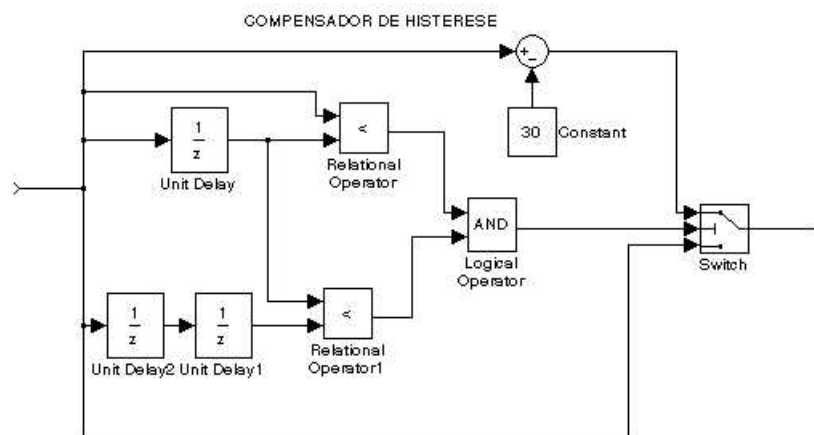 COMPENSADOR DE HISTERESE
+
-
1
z
Unit Delay
<
Relational
Operator
30
Constant
AND
Logical
Operator
Switch
1
z
Unit Delay2
1
z
Unit Delay1
<
Relational
Operator1